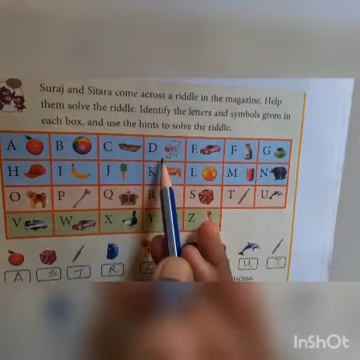 Suraj and Sitara come across a riddle in the magazine. Help
them solve the riddle. Identify the letters and symbols given in
each box, and use the hints to solve the riddle.
A B C D E F G
H I J K L M N
O P Q R S T U
V W X Y Z
A S T R U T
InShOt